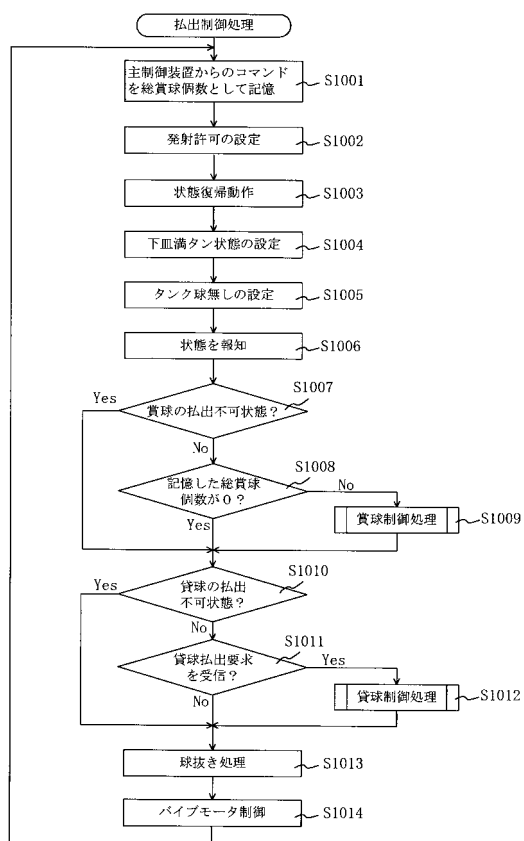 払出制御処理
主制御装置からのコマンド
を総賞球個数として記憶
S1001
発射許可の設定
S1002
状態復帰動作
S1003
下皿満タン状態の設定
S1004
タンク球無しの設定
S1005
状態を報知
S1006
S1007
Yes
賞球の払出不可状態?
No
S1008
記憶した総賞球
個数が0?
No
Yes
賞球制御処理
S1009
S1010
Yes
貸球の払出
不可状態?
No
S1011
貸球払出要求
を受信?
Yes
No
貸球制御処理
S1012
球抜き処理
S1013
バイブモータ制御
S1014